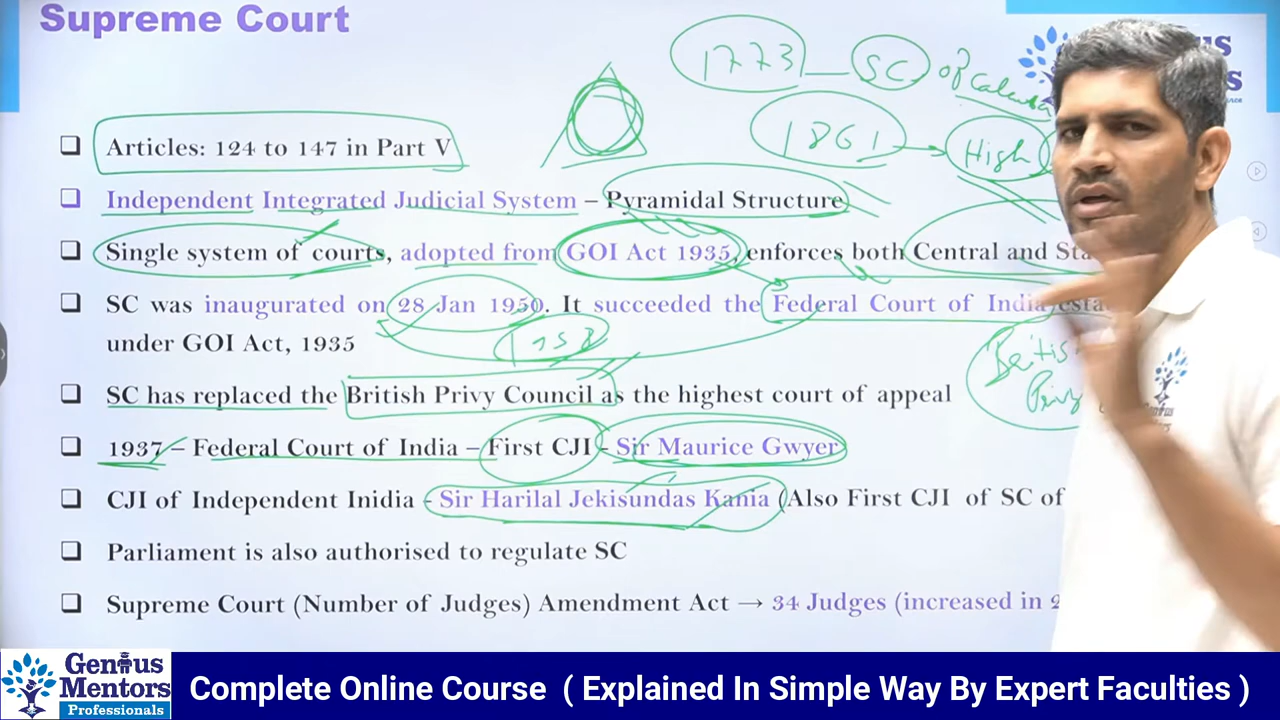 Supreme Court
1773 — SC of Calcutta
1861 → High
❑ Articles: 124 to 147 in Part V
❑ Independent Integrated Judicial System – Pyramidal Structure
❑ Single system of courts, adopted from GOI Act 1935, enforces both Central and Sta
❑ SC was inaugurated on 28 Jan 1950. It succeeded the Federal Court of India esta
under GOI Act, 1935
British
Privy
❑ SC has replaced the British Privy Council as the highest court of appeal
❑ 1937 – Federal Court of India – First CJI - Sir Maurice Gwyer
❑ CJI of Independent Inidia - Sir Harilal Jekisundas Kania (Also First CJI of SC of
❑ Parliament is also authorised to regulate SC
❑ Supreme Court (Number of Judges) Amendment Act → 34 Judges (increased in 2
Genius
Mentors
Professionals
Complete Online Course ( Explained In Simple Way By Expert Faculties )